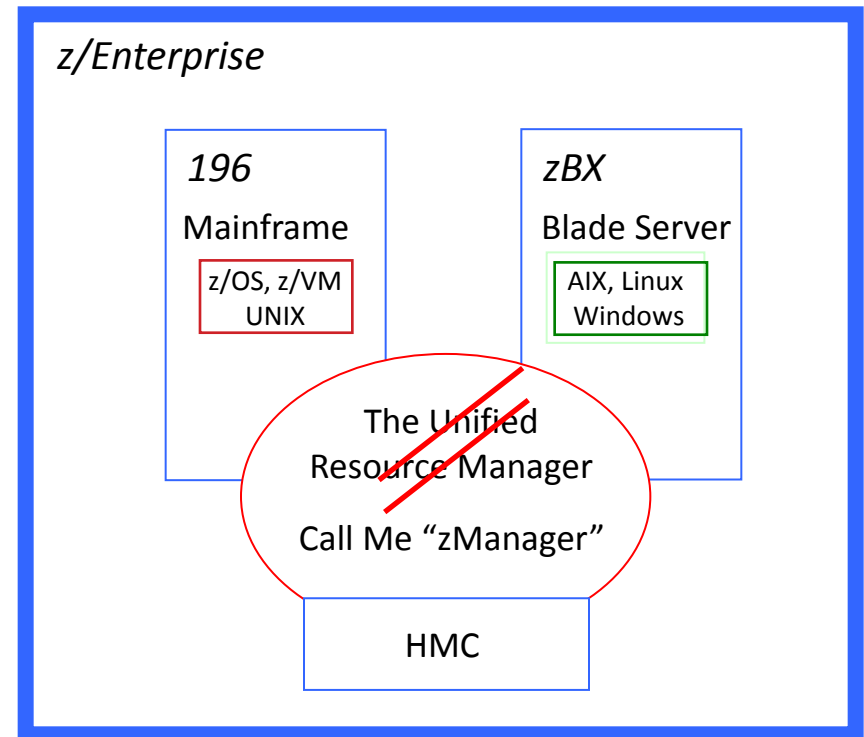 z/Enterprise
196
Mainframe
z/OS, z/VM
UNIX
zBX
Blade Server
AIX, Linux
Windows
The Unified
Resource Manager
Call Me “zManager”
HMC